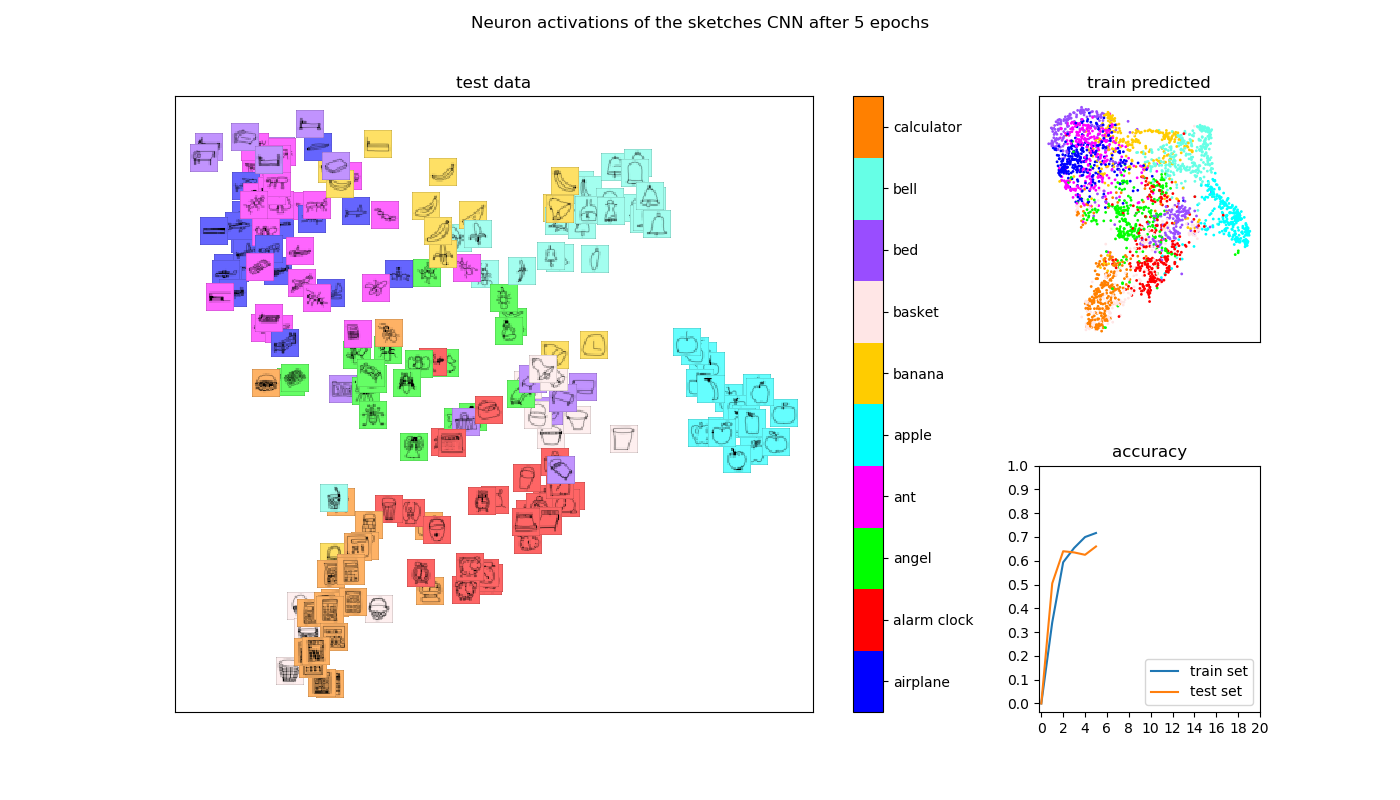 Neuron activations of the sketches CNN after 5 epochs
test data
calculator
bell
bed
basket
banana
apple
ant
angel
alarm clock
airplane
train predicted
accuracy
1.0
0.9
0.8
0.7
0.6
0.5
0.4
0.3
0.2
0.1
0.0
train set
test set
0 2 4 6 8 10 12 14 16 18 20